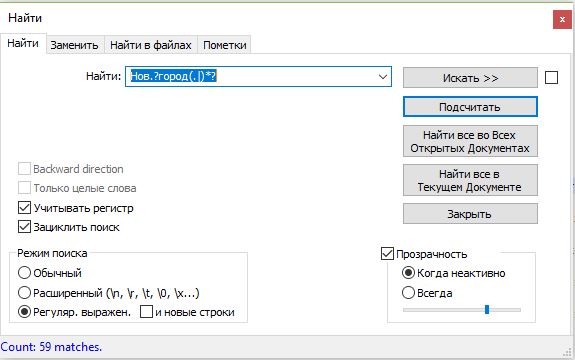 Найти
Найти Заменить Найти в файлах Пометки
Найти: Нов.?город(.|)*?
Искать >>
Подсчитать
Найти все во Всех
Открытых Документах
Найти все в
Текущем Документе
Закрыть
Backward direction
Только целые слова
Учитывать регистр
Зациклить поиск
Режим поиска
Обычный
Расширенный (\n, \r, \t, \0, \x...)
Регуляр. выражен. и новые строки
Прозрачность
Когда неактивно
Всегда
Count: 59 matches.